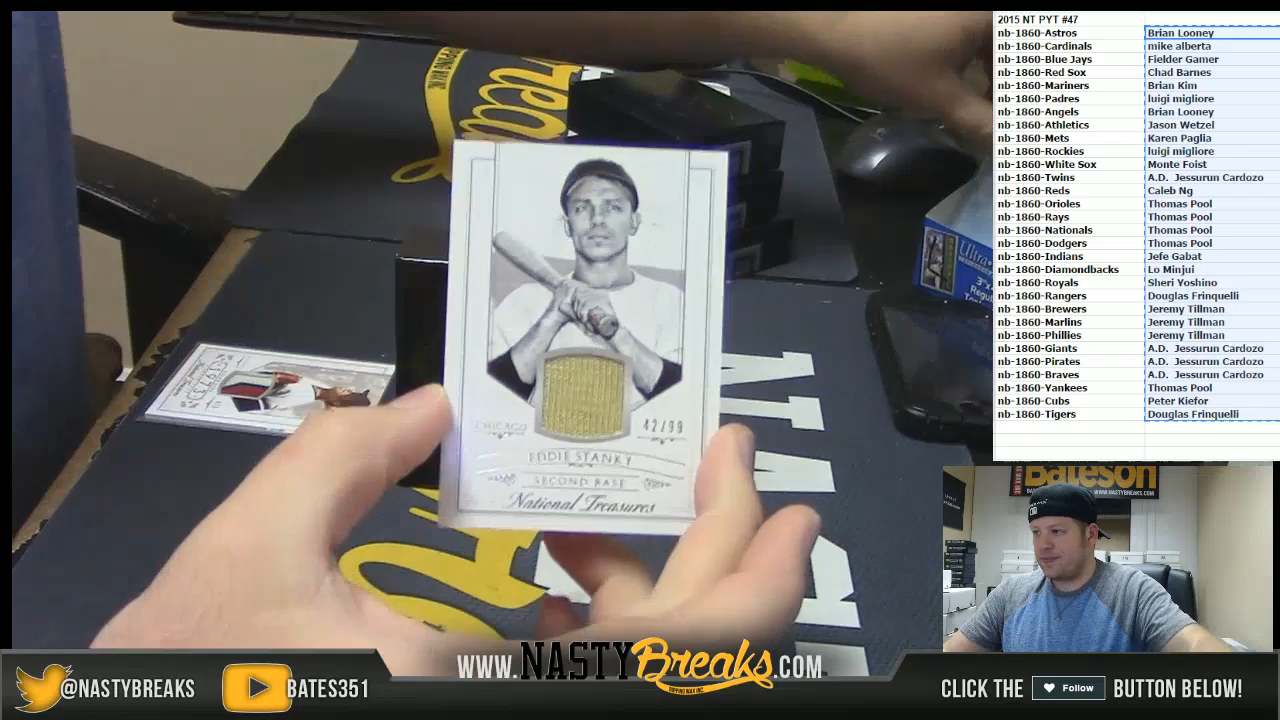 2015 NT PYT #47
nb-1860-Astros Brian Looney
nb-1860-Cardinals mike alberta
nb-1860-Blue Jays Fielder Gamer
nb-1860-Red Sox Chad Barnes
nb-1860-Mariners Brian Kim
nb-1860-Padres luigi migliore
nb-1860-Angels Brian Looney
nb-1860-Athletics Jason Wetzel
nb-1860-Mets Karen Paglia
nb-1860-Rockies luigi migliore
nb-1860-White Sox Monte Foist
nb-1860-Twins A.D. Jessurun Cardozo
nb-1860-Reds Caleb Ng
nb-1860-Orioles Thomas Pool
nb-1860-Rays Thomas Pool
nb-1860-Nationals Thomas Pool
nb-1860-Dodgers Thomas Pool
nb-1860-Indians Jefe Gabat
nb-1860-Diamondbacks Lo Minjui
nb-1860-Royals Sheri Yoshino
nb-1860-Rangers Douglas Frinquelli
nb-1860-Brewers Jeremy Tillman
nb-1860-Marlins Jeremy Tillman
nb-1860-Phillies Jeremy Tillman
nb-1860-Giants A.D. Jessurun Cardozo
nb-1860-Pirates A.D. Jessurun Cardozo
nb-1860-Braves A.D. Jessurun Cardozo
nb-1860-Yankees Thomas Pool
nb-1860-Cubs Peter Kiefor
nb-1860-Tigers Douglas Frinquelli
CHICAGO
42/99
EDDIE STANKY
SECOND BASE
National Treasures
Ultra
Bateson
WWW.NASTYBREAKS.COM
WWW.NASTYBreaks.COM
RIPPING WAX INC.
@NASTYBREAKS
BATES351
CLICK THE Follow BUTTON BELOW!